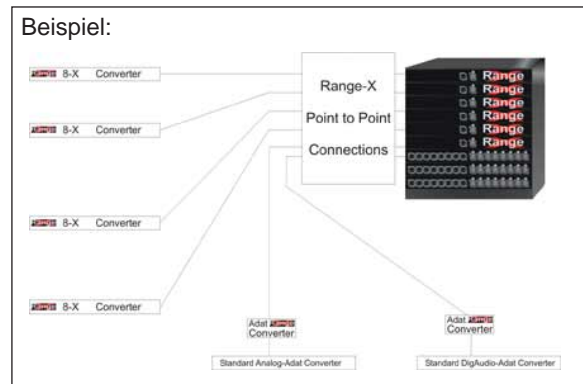 Beispiel:
8-X Converter
8-X Converter
8-X Converter
8-X Converter
Range-X
Point to Point
Connections
Range
Range
Range
Range
Range
Range
Adat
Converter
Standard Analog-Adat Converter
Adat
Converter
Standard DigAudio-Adat Converter